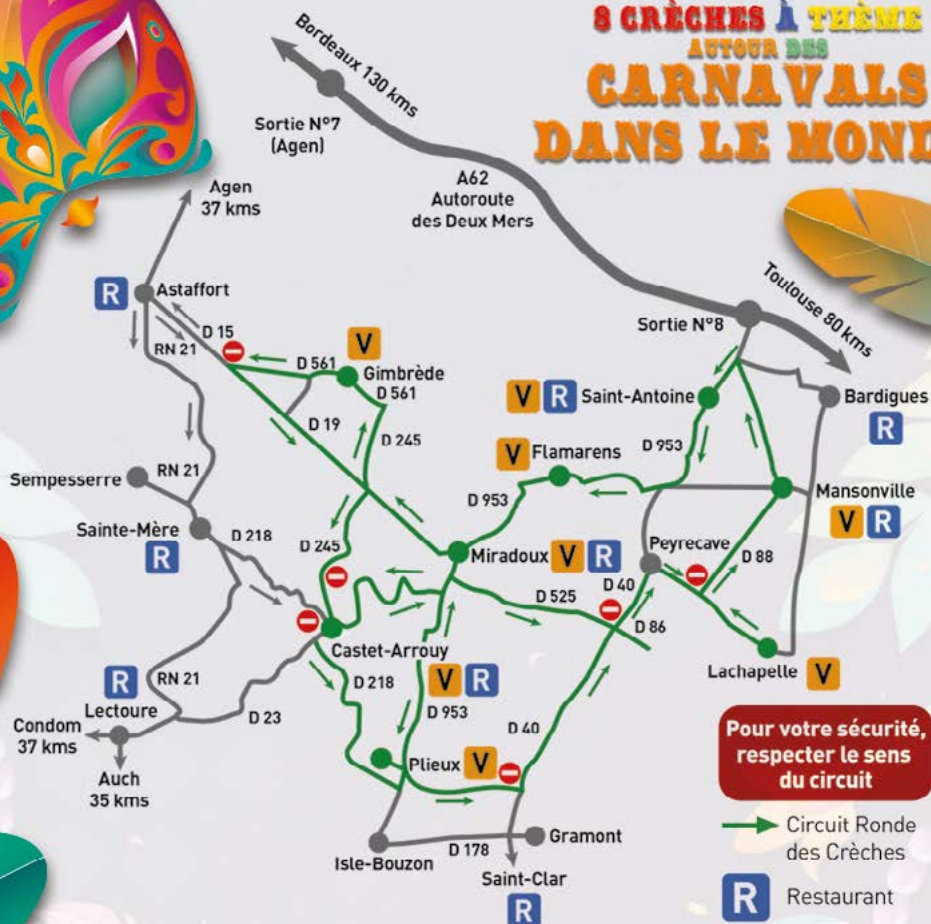 8 CRÈCHES À THÈME
AUTOUR DES
CARNAVALS
DANS LE MOND
Bordeaux 130 kms
Sortie N°7
(Agen)
A62
Autoroute
des Deux Mers
Agen
37 kms
Toulouse 80 kms
Sortie N°8
R
Astaffort
D 15
RN 21
V
D 561
Gimbrède
D 561
V R Saint-Antoine
Bardigues
R
D 19
D 245
V
Flamarens
D 953
Sempesserre
RN 21
D 953
Mansonville
V R
Sainte-Mère
R
D 218
D 245
Miradoux V R
Peyrecave
D 88
D 40
D 525
D 86
Castet-Arrouy
V R
Lachapelle V
R
Lectoure
RN 21
D 218
D 953
D 23
D 40
Condom
37 kms
Auch
35 kms
Plieux V
Isle-Bouzon
D 178
Gramont
Saint-Clar
R
Pour votre sécurité,
respecter le sens
du circuit
Circuit Ronde
des Crèches
R Restaurant